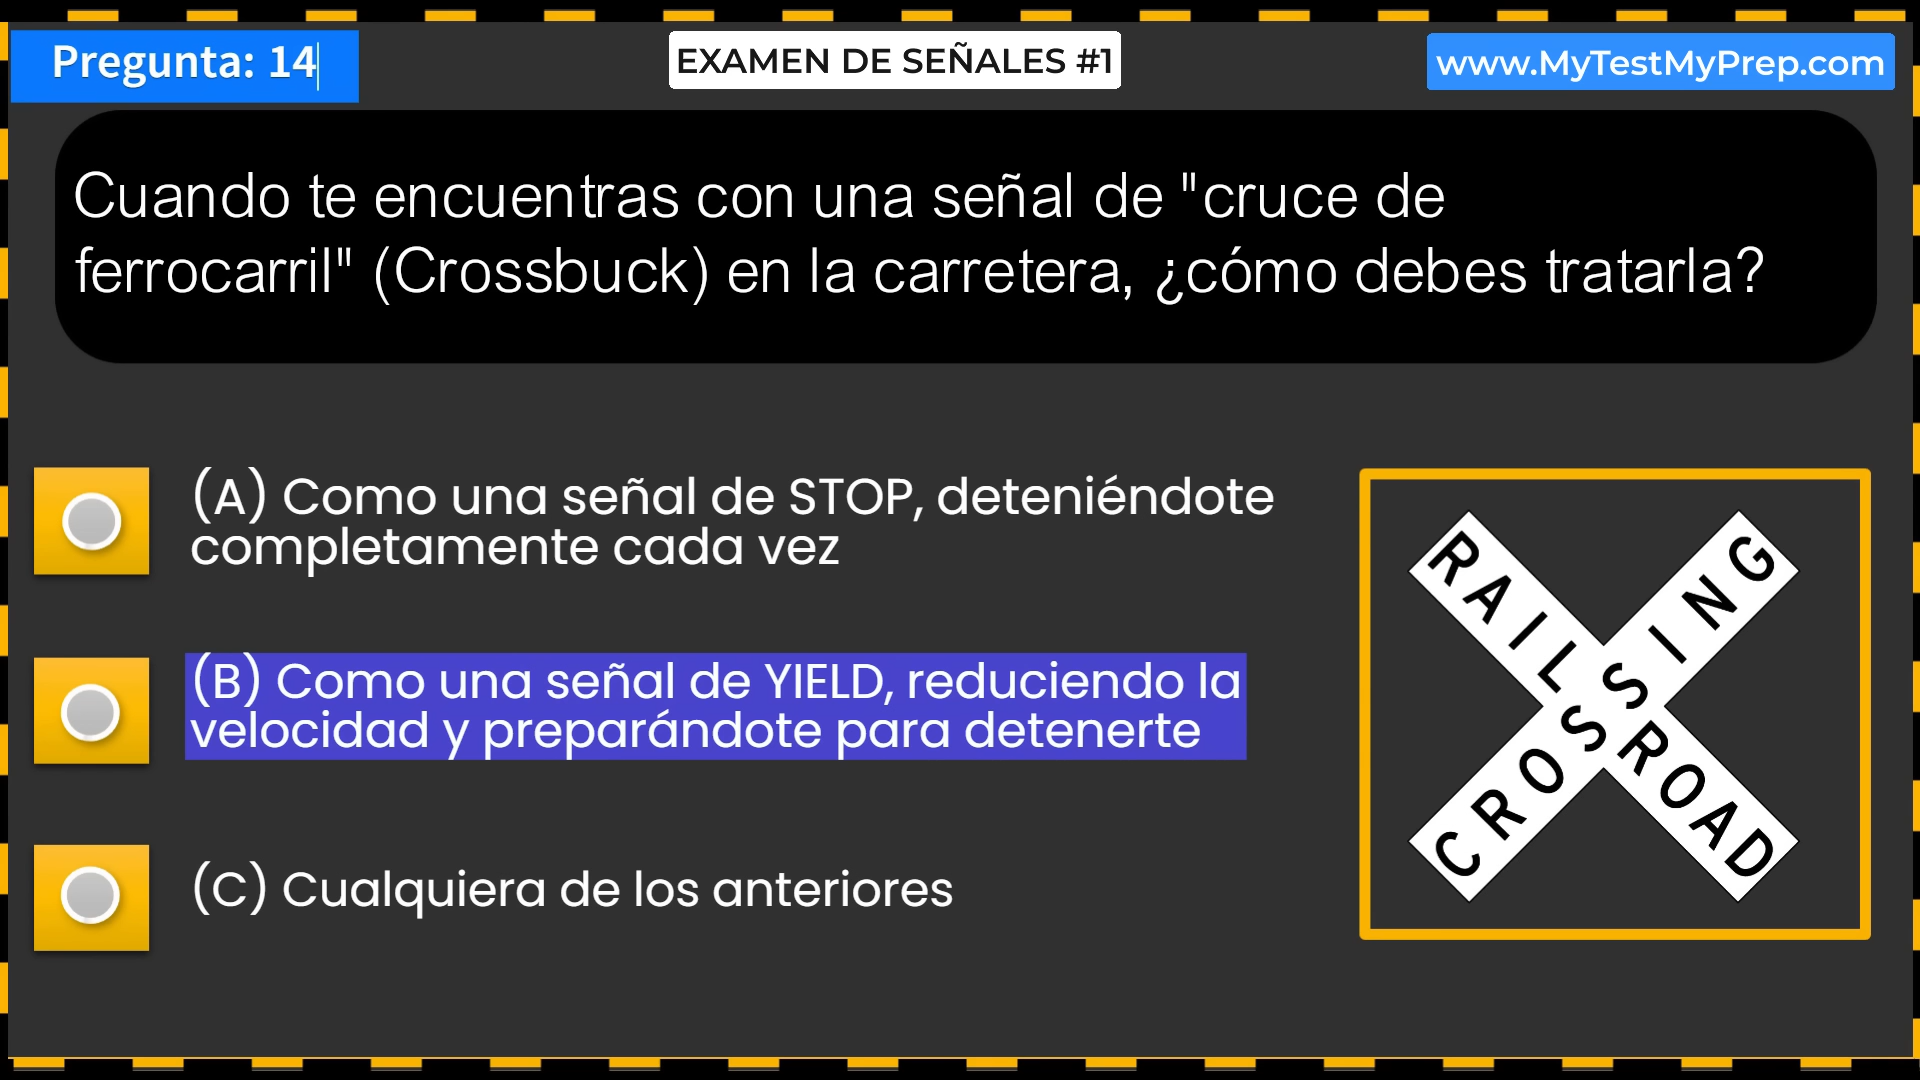 Pregunta: 14
EXAMEN DE SEÑALES #1
www.MyTestMyPrep.com
Cuando te encuentras con una señal de "cruce de
ferrocarril" (Crossbuck) en la carretera, ¿cómo debes tratarla?
(A) Como una señal de STOP, deteniéndote
completamente cada vez
(B) Como una señal de YIELD, reduciendo la
velocidad y preparándote para detenerte
(C) Cualquiera de los anteriores
RAILROAD
CROSSING